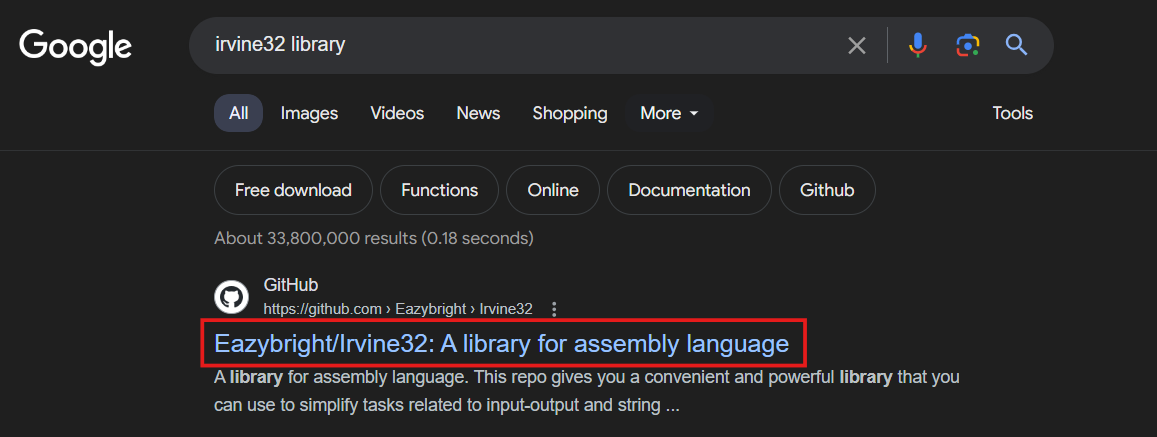 Google
irvine32 library
All Images Videos News Shopping More Tools
Free download Functions Online Documentation Github
About 33,800,000 results (0.18 seconds)
GitHub
https://github.com › Eazybright › Irvine32
Eazybright/Irvine32: A library for assembly language
A library for assembly language. This repo gives you a convenient and powerful library that you
can use to simplify tasks related to input-output and string ...